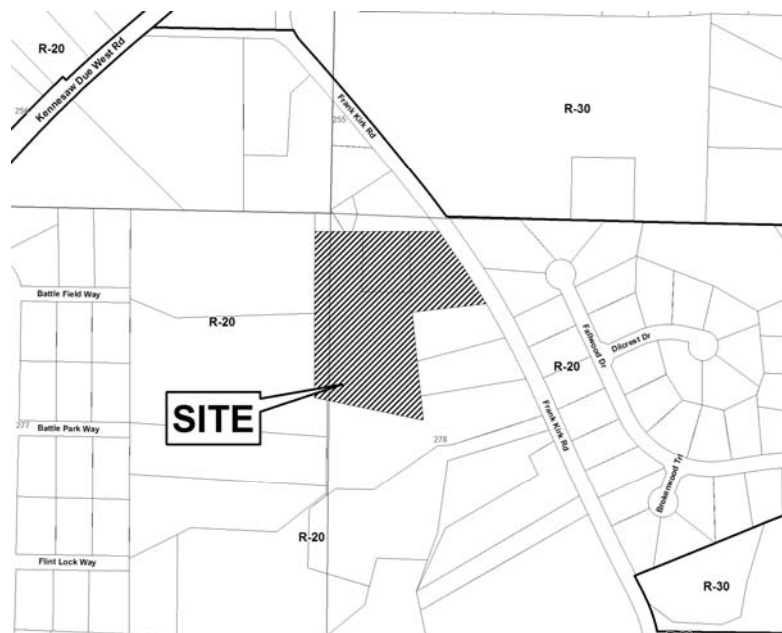 R-20
Kennesaw Due West Rd
256
255
Frank Kirk Rd
R-30
Battle Field Way
R-20
Fallwood Dr
Dilcrest Dr
R-20
SITE
Frank Kirk Rd
277
Battle Park Way
278
Brokenwood Trl
R-20
Flint Lock Way
R-30